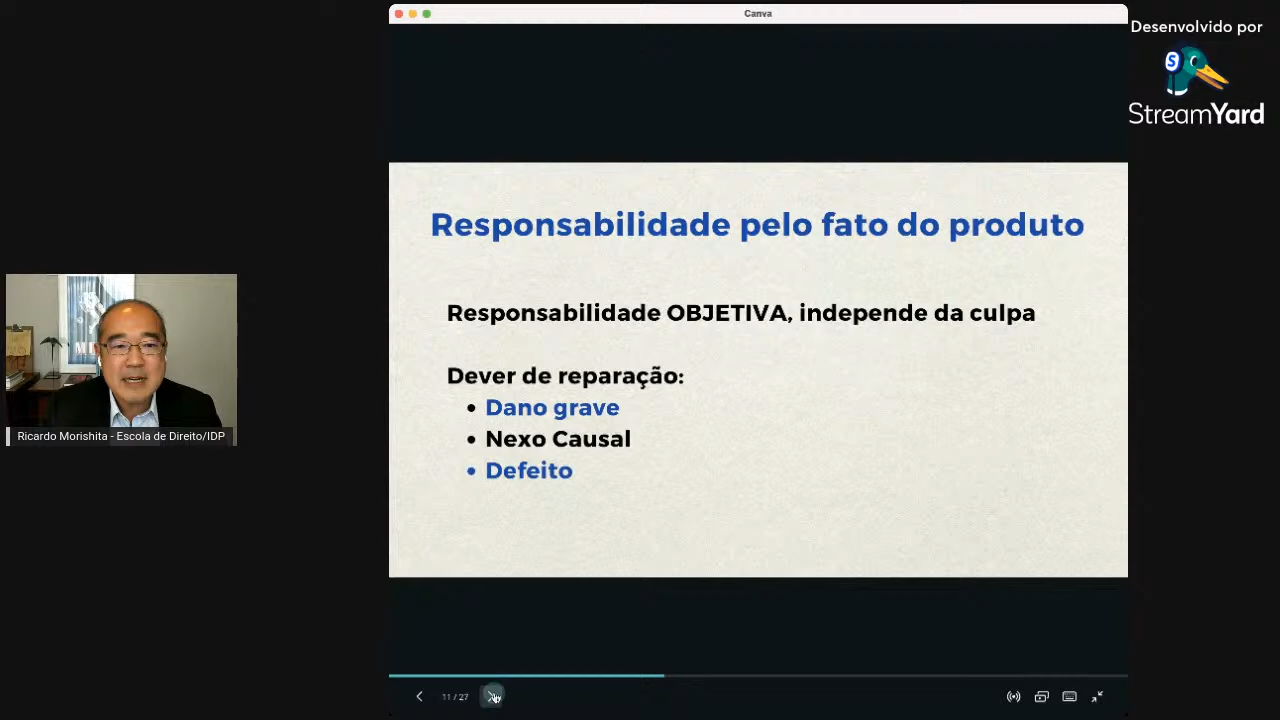 Canva
Desenvolvido por
S
StreamYard
Responsabilidade pelo fato do produto
Responsabilidade OBJETIVA, independe da culpa
Dever de reparação:
• Dano grave
• Nexo Causal
• Defeito
Ricardo Morishita - Escola de Direito/IDP
11 / 27